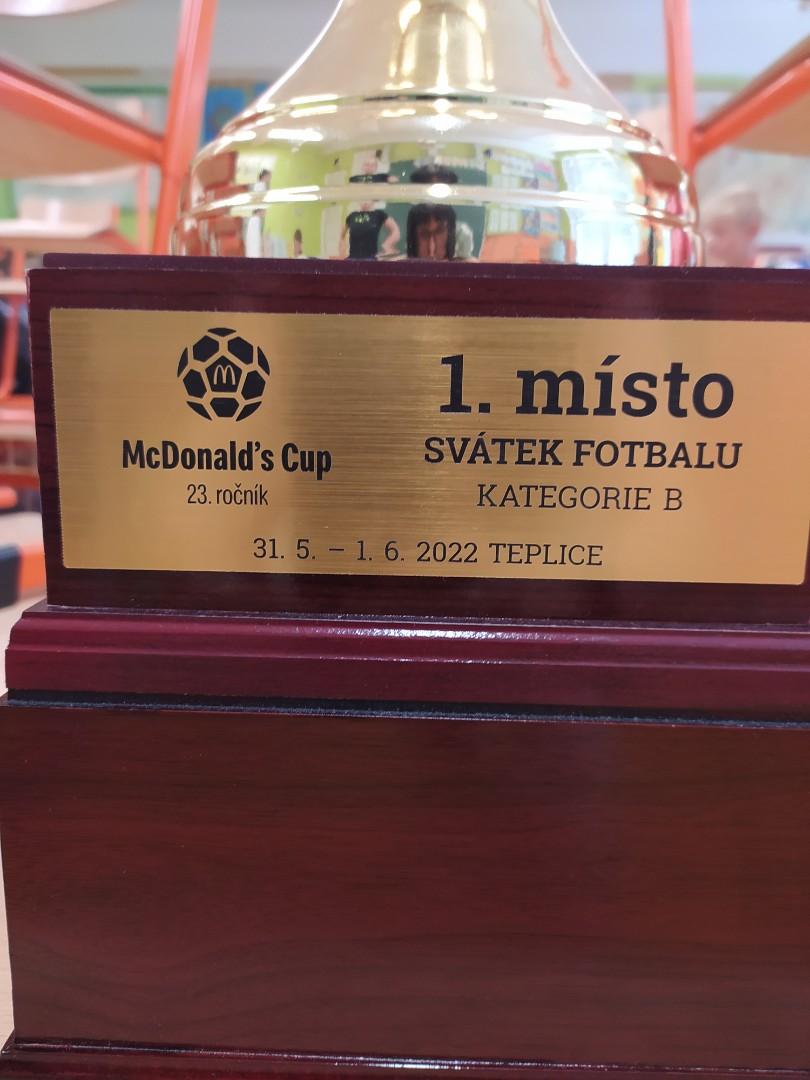 McDonald's Cup
23. ročník
1. místo
SVÁTEK FOTBALU
KATEGORIE B
31. 5. – 1. 6. 2022 TEPLICE